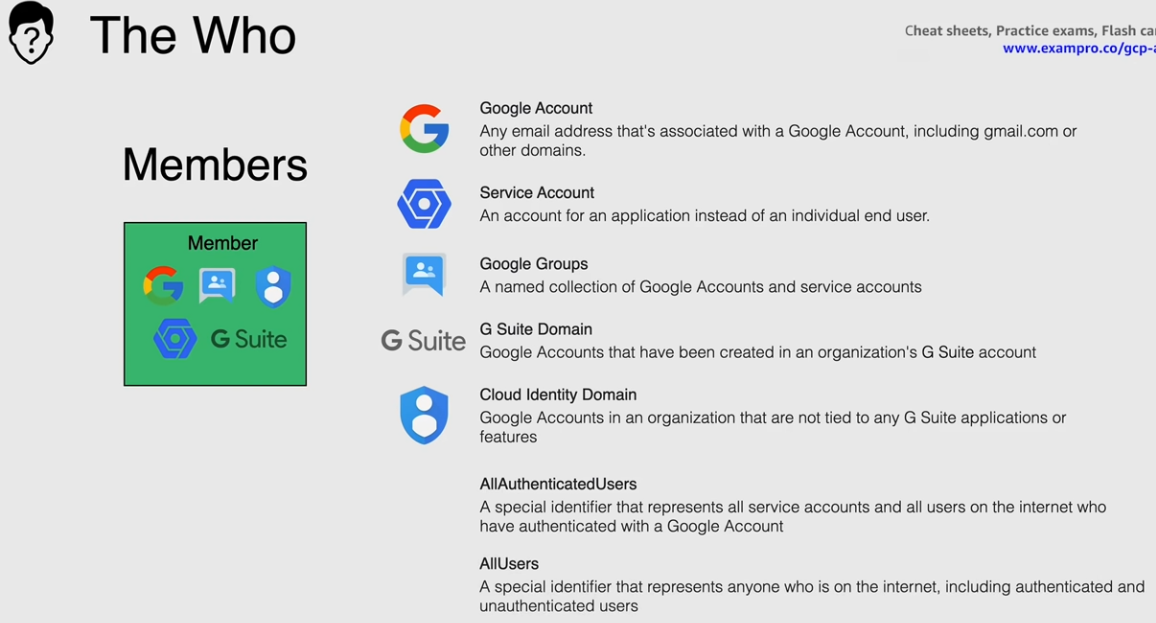 ?
The Who
Cheat sheets, Practice exams, Flash car
www.exampro.co/gcp-a
Members
Member
G Suite
Google Account
Any email address that's associated with a Google Account, including gmail.com or
other domains.
Service Account
An account for an application instead of an individual end user.
Google Groups
A named collection of Google Accounts and service accounts
G Suite
G Suite Domain
Google Accounts that have been created in an organization's G Suite account
Cloud Identity Domain
Google Accounts in an organization that are not tied to any G Suite applications or
features
AllAuthenticatedUsers
A special identifier that represents all service accounts and all users on the internet who
have authenticated with a Google Account
AllUsers
A special identifier that represents anyone who is on the internet, including authenticated and
unauthenticated users